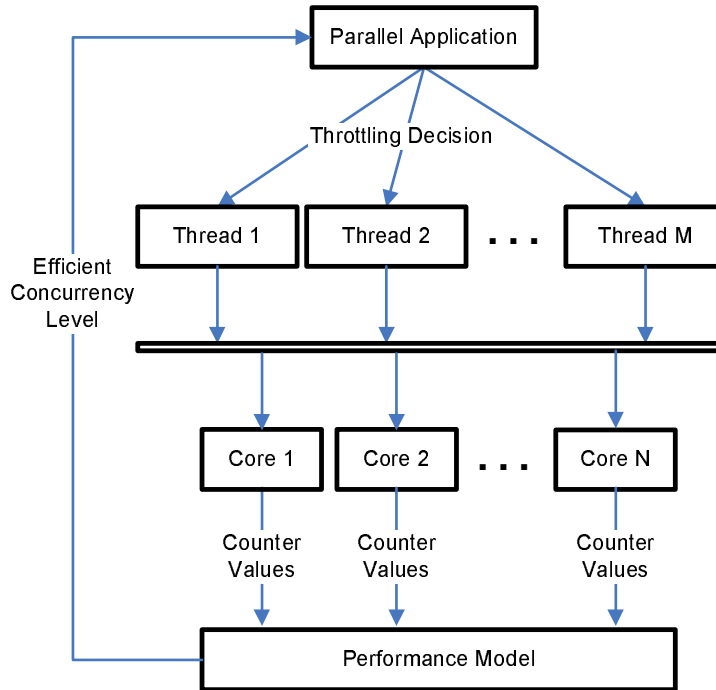 Parallel Application
Throttling Decision
Thread 1
Thread 2
. . .
Thread M
Efficient
Concurrency
Level
Core 1
Core 2
. . .
Core N
Counter
Values
Counter
Values
Counter
Values
Performance Model